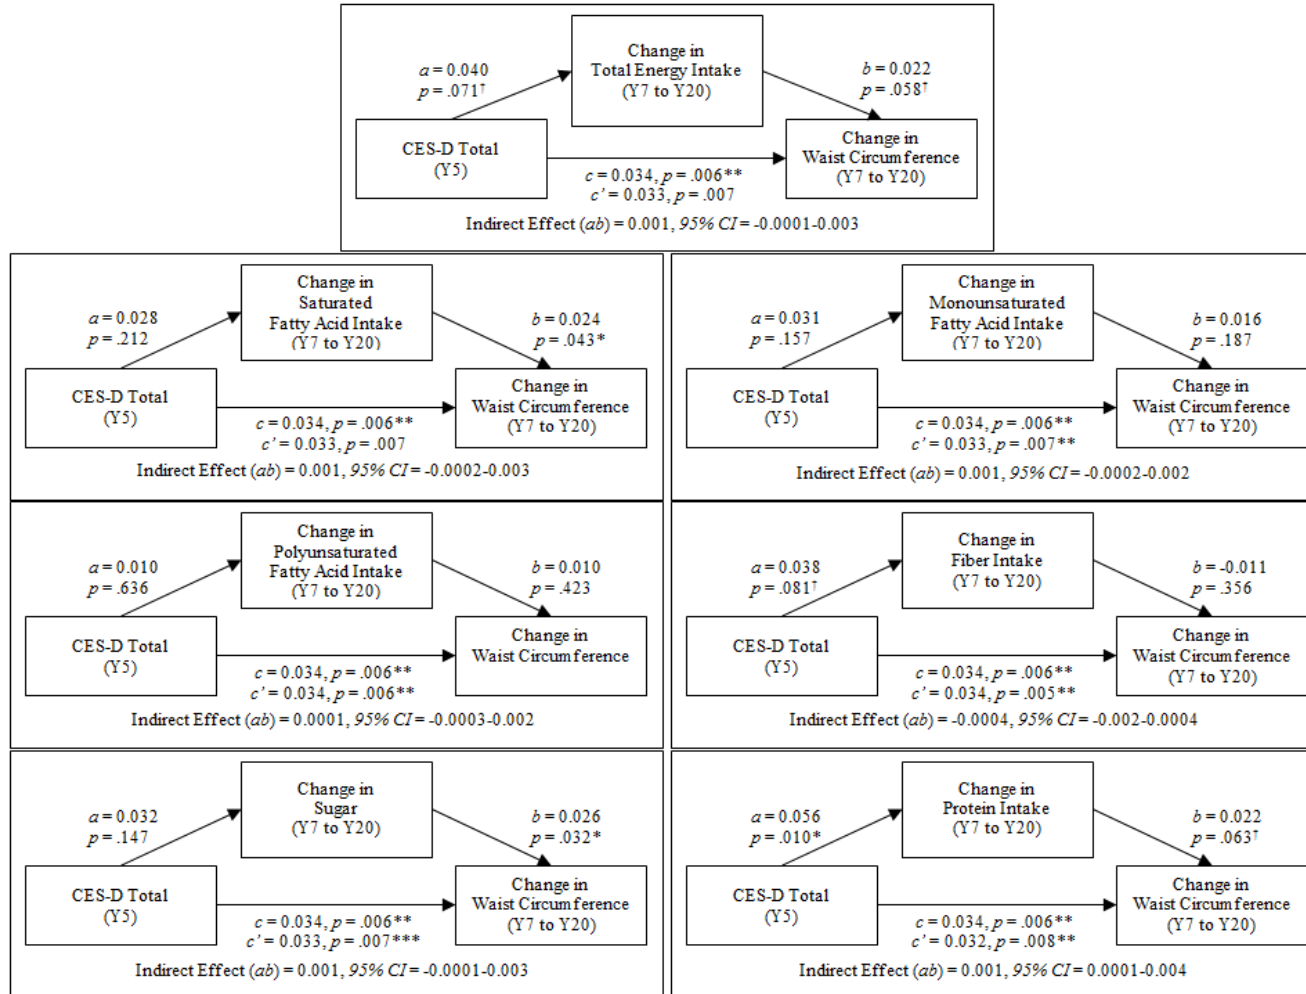 Change in
Total Energy Intake
(Y7 to Y20)
a = 0.040
p = .071†
b = 0.022
p = .058†
CES-D Total
(Y5)
Change in
Waist Circumference
(Y7 to Y20)
c = 0.034, p = .006**
c’ = 0.033, p = .007
Indirect Effect (ab) = 0.001, 95% CI = -0.0001-0.003
Change in
Saturated
Fatty Acid Intake
(Y7 to Y20)
a = 0.028
p = .212
b = 0.024
p = .043*
CES-D Total
(Y5)
Change in
Waist Circumference
(Y7 to Y20)
c = 0.034, p = .006**
c’ = 0.033, p = .007
Indirect Effect (ab) = 0.001, 95% CI = -0.0002-0.003
Change in
Monounsaturated
Fatty Acid Intake
(Y7 to Y20)
a = 0.031
p = .157
b = 0.016
p = .187
CES-D Total
(Y5)
Change in
Waist Circumference
(Y7 to Y20)
c = 0.034, p = .006**
c’ = 0.033, p = .007**
Indirect Effect (ab) = 0.001, 95% CI = -0.0002-0.002
Change in
Polyunsaturated
Fatty Acid Intake
(Y7 to Y20)
a = 0.010
p = .636
b = 0.010
p = .423
CES-D Total
(Y5)
Change in
Waist Circumference
c = 0.034, p = .006**
c’ = 0.034, p = .006**
Indirect Effect (ab) = 0.0001, 95% CI = -0.0003-0.002
Change in
Fiber Intake
(Y7 to Y20)
a = 0.038
p = .081†
b = -0.011
p = .356
CES-D Total
(Y5)
Change in
Waist Circumference
(Y7 to Y20)
c = 0.034, p = .006**
c’ = 0.034, p = .005**
Indirect Effect (ab) = -0.0004, 95% CI = -0.002-0.0004
Change in
Sugar
(Y7 to Y20)
a = 0.032
p = .147
b = 0.026
p = .032*
CES-D Total
(Y5)
Change in
Waist Circumference
(Y7 to Y20)
c = 0.034, p = .006**
c’ = 0.033, p = .007***
Indirect Effect (ab) = 0.001, 95% CI = -0.0001-0.003
Change in
Protein Intake
(Y7 to Y20)
a = 0.056
p = .010*
b = 0.022
p = .063†
CES-D Total
(Y5)
Change in
Waist Circumference
(Y7 to Y20)
c = 0.034, p = .006**
c’ = 0.032, p = .008**
Indirect Effect (ab) = 0.001, 95% CI = 0.0001-0.004